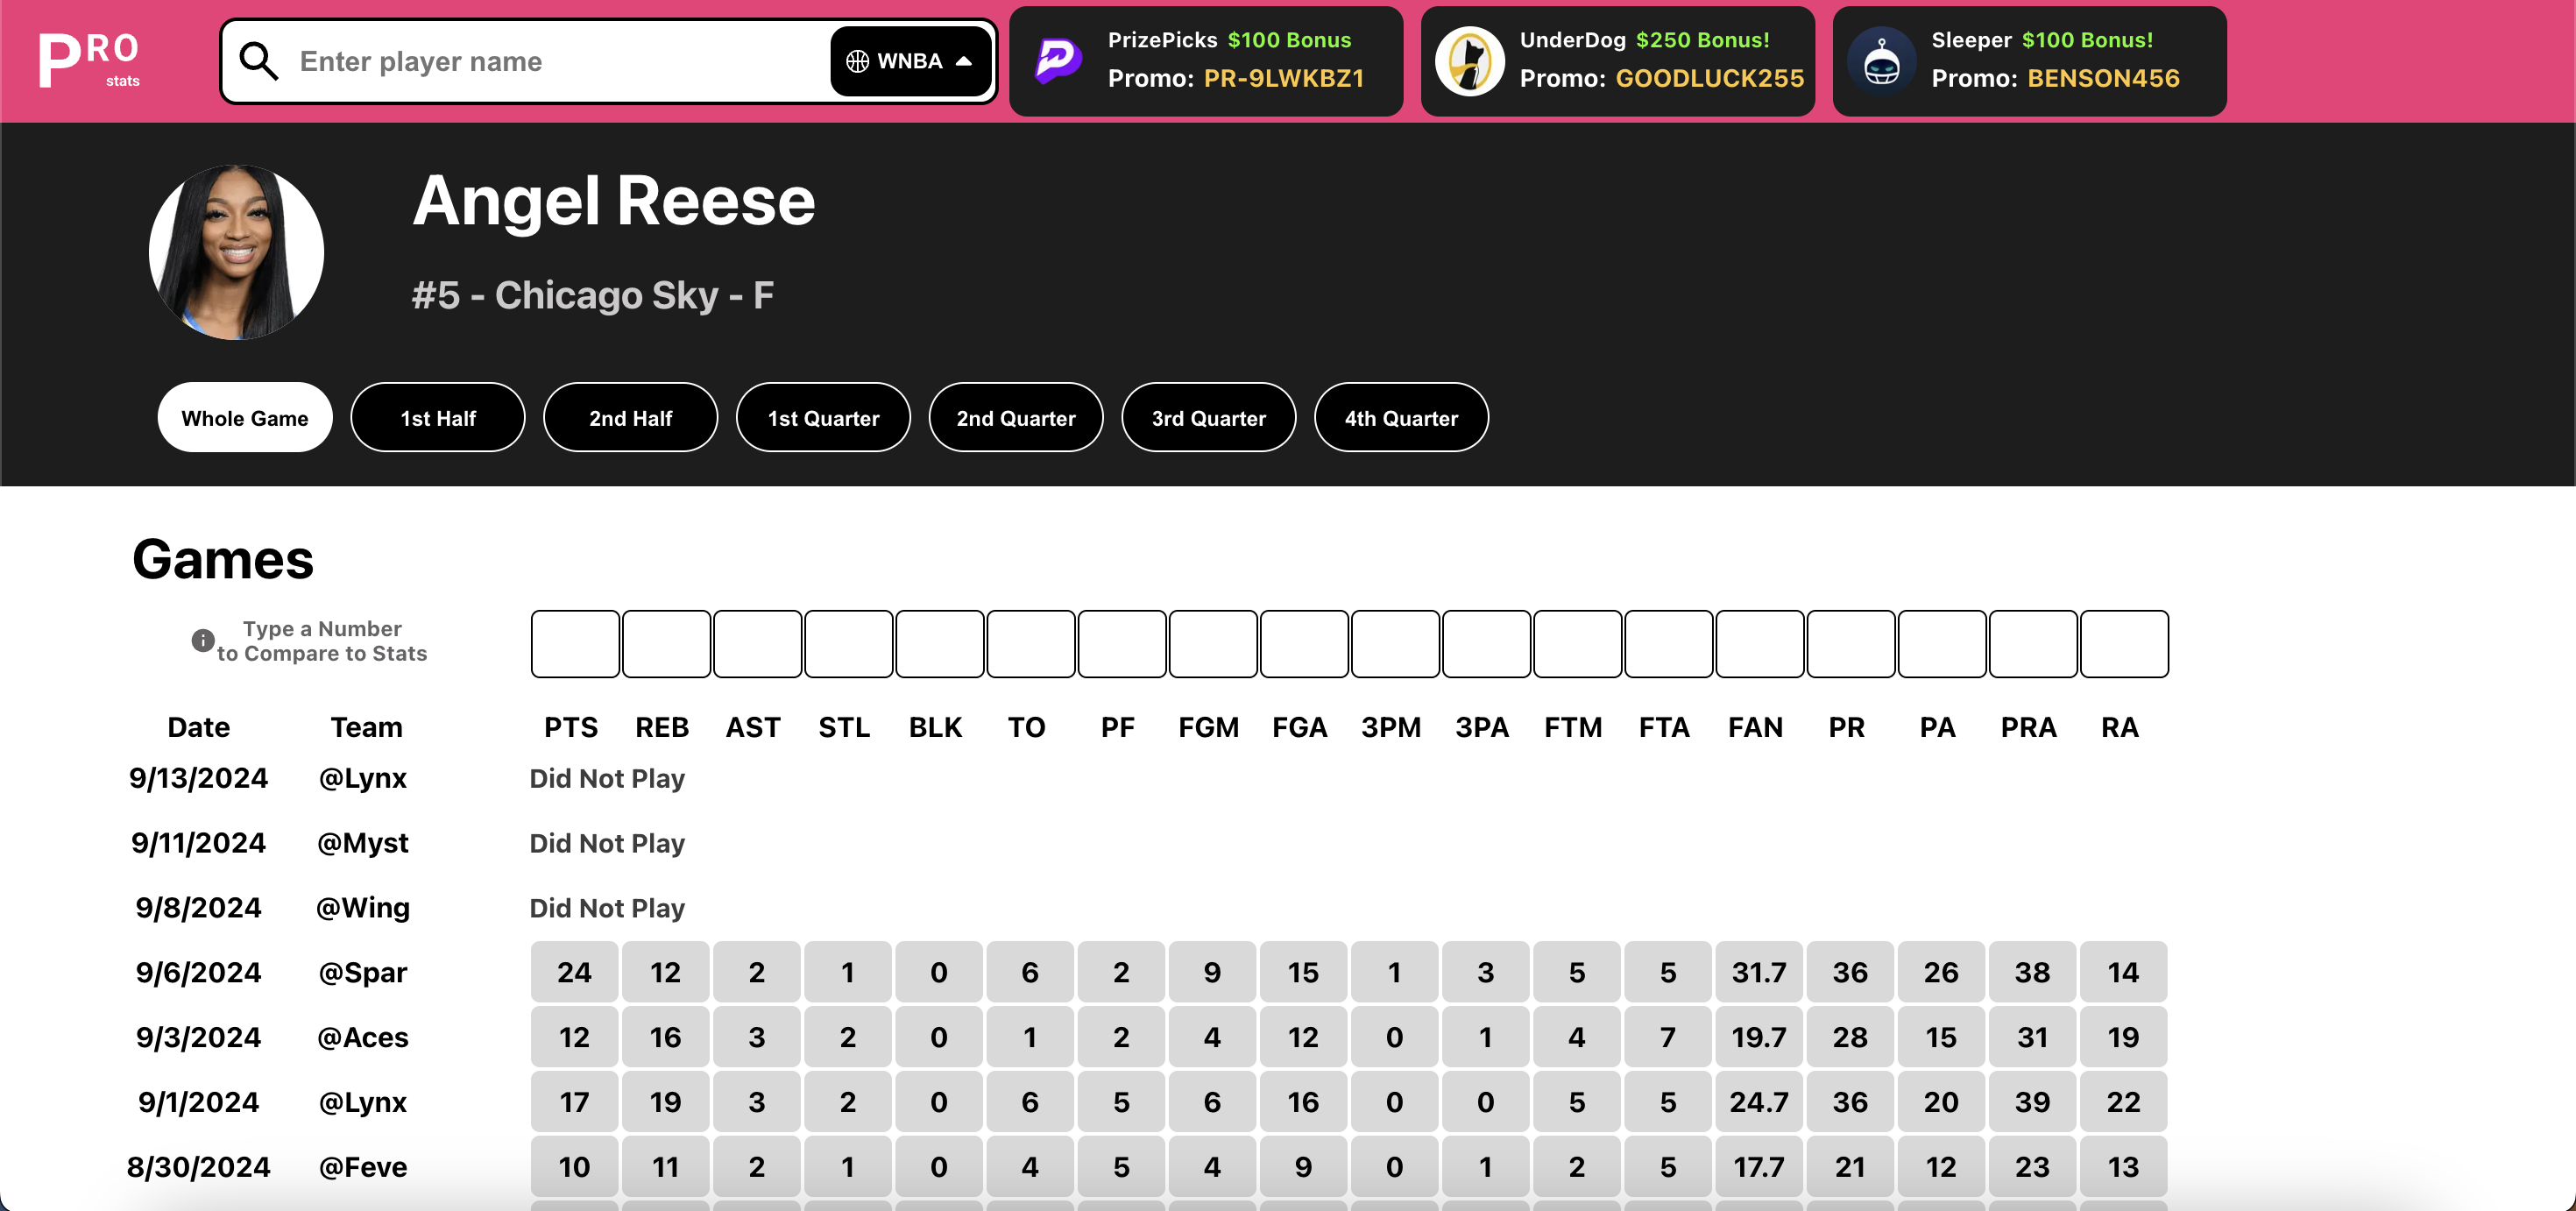 PRO
stats
Enter player name
WNBA
PrizePicks $100 Bonus
Promo: PR-9LWKBZ1
UnderDog $250 Bonus!
Promo: GOODLUCK255
Sleeper $100 Bonus!
Promo: BENSON456
Angel Reese
#5 - Chicago Sky - F
Whole Game 1st Half 2nd Half 1st Quarter 2nd Quarter 3rd Quarter 4th Quarter
Games
Type a Number
to Compare to Stats
Date Team PTS REB AST STL BLK TO PF FGM FGA 3PM 3PA FTM FTA FAN PR PA PRA RA
9/13/2024 @Lynx Did Not Play
9/11/2024 @Myst Did Not Play
9/8/2024 @Wing Did Not Play
9/6/2024 @Spar 24 12 2 1 0 6 2 9 15 1 3 5 5 31.7 36 26 38 14
9/3/2024 @Aces 12 16 3 2 0 1 2 4 12 0 1 4 7 19.7 28 15 31 19
9/1/2024 @Lynx 17 19 3 2 0 6 5 6 16 0 0 5 5 24.7 36 20 39 22
8/30/2024 @Feve 10 11 2 1 0 4 5 4 9 0 1 2 5 17.7 21 12 23 13